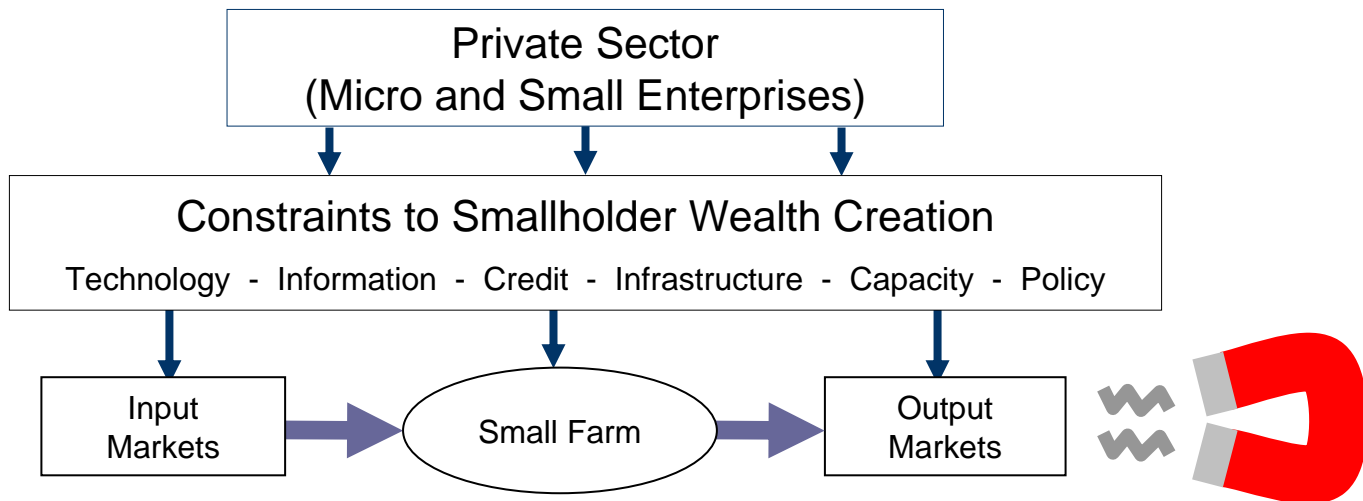 Private Sector
(Micro and Small Enterprises)
Constraints to Smallholder Wealth Creation
Technology - Information - Credit - Infrastructure - Capacity - Policy
Input
Markets
Small Farm
Output
Markets